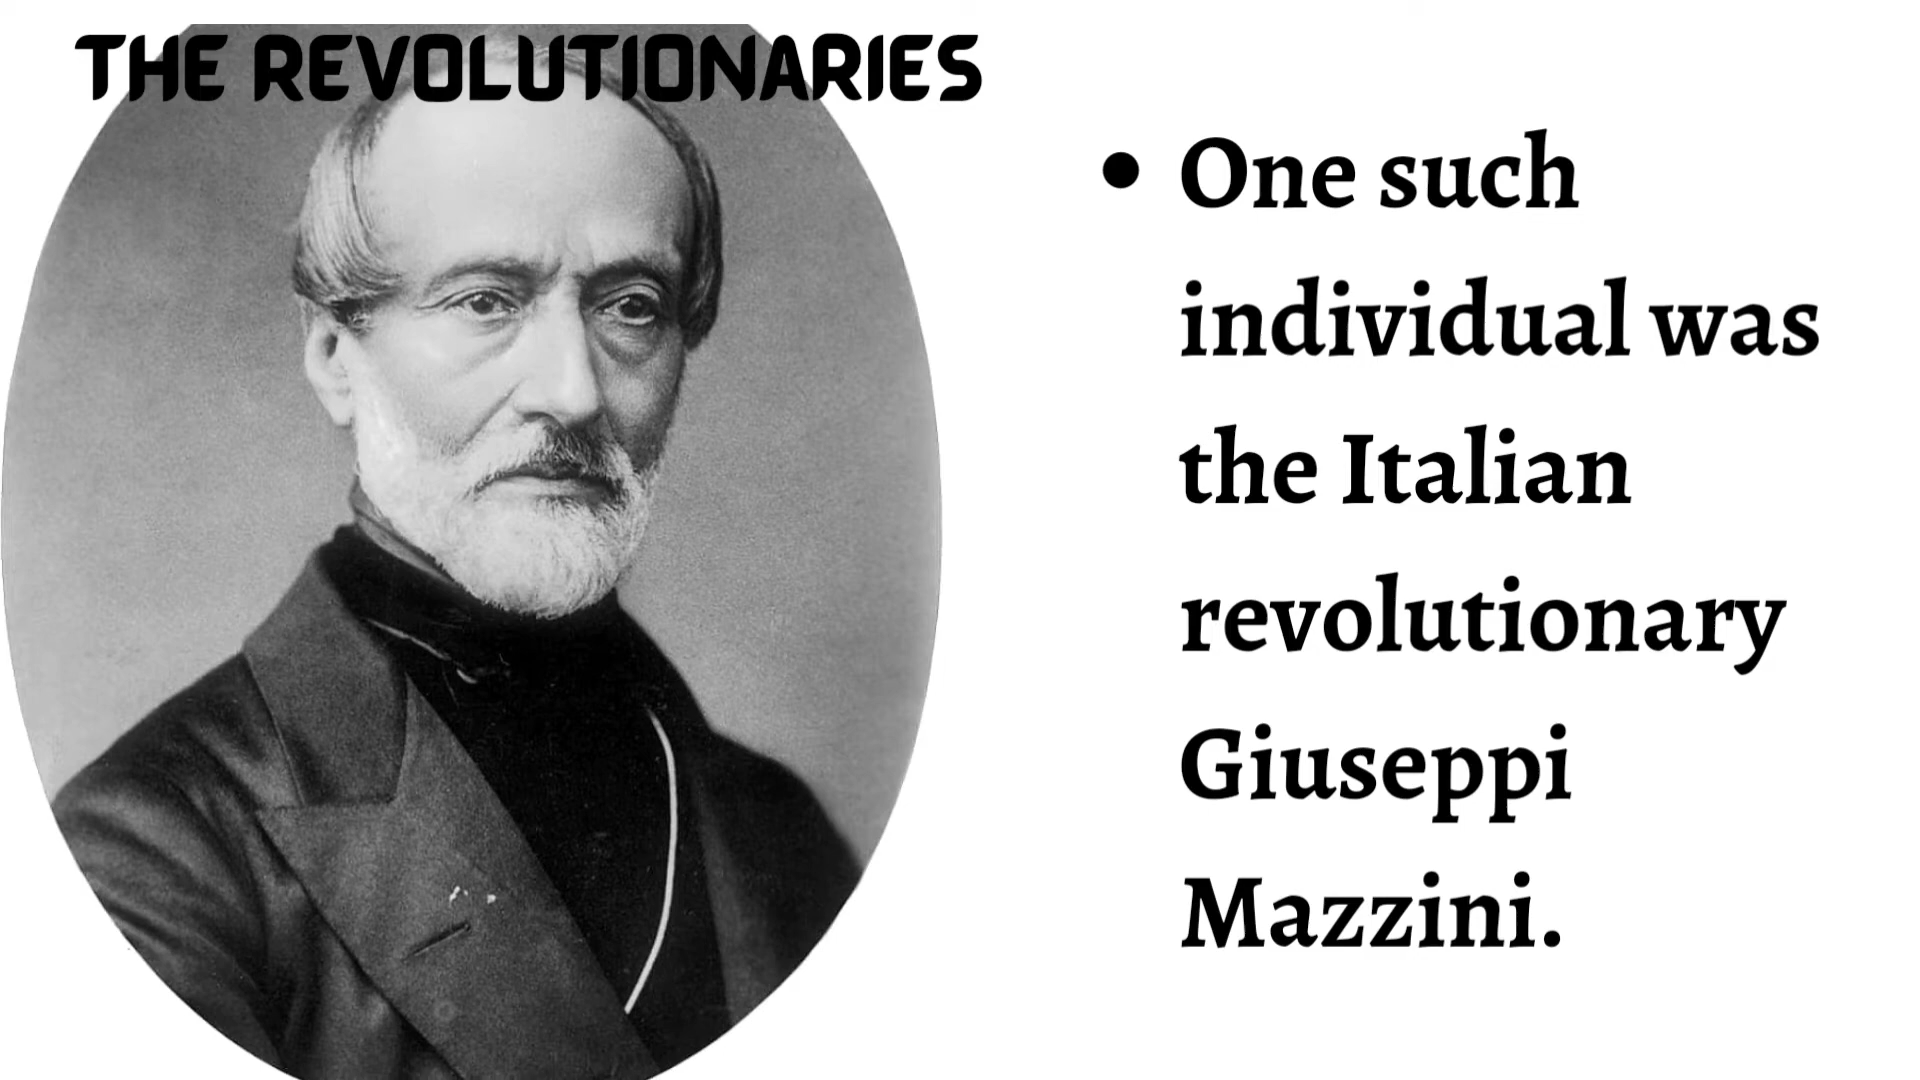 THE REVOLUTIONARIES
• One such
individual was
the Italian
revolutionary
Giuseppi
Mazzini.